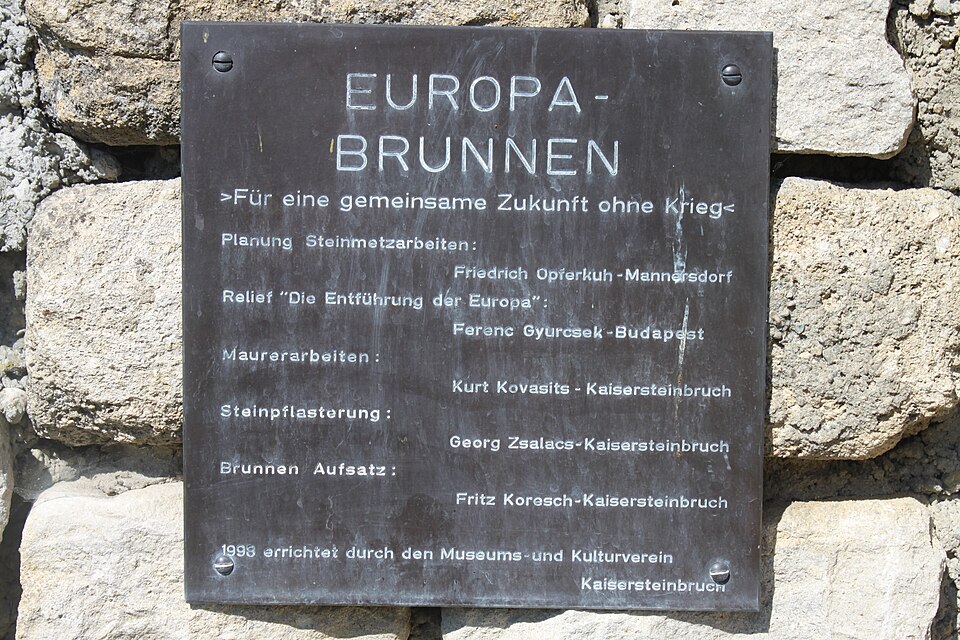 EUROPA-
BRUNNEN
>Für eine gemeinsame Zukunft ohne Krieg<
Planung Steinmetzarbeiten:
Friedrich Opferkuh-Mannersdorf
Relief "Die Entführung der Europa":
Ferenc Gyurcsek-Budapest
Maurerarbeiten:
Kurt Kovasits-Kaisersteinbruch
Steinpflasterung:
Georg Zsalacs-Kaisersteinbruch
Brunnen Aufsatz:
Fritz Koresch-Kaisersteinbruch
1993 errichtet durch den Museums-und Kulturverein
Kaisersteinbruch